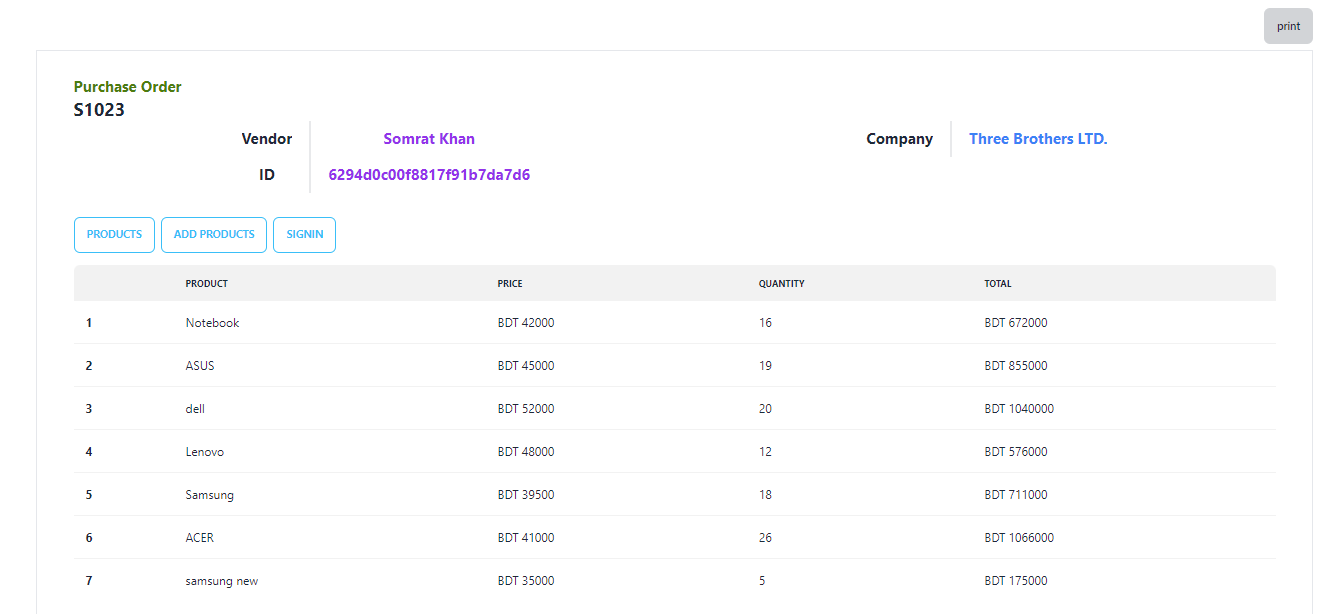 print
Purchase Order
S1023
Vendor Somrat Khan Company Three Brothers LTD.
ID 6294d0c00f8817f91b7da7d6
PRODUCTS ADD PRODUCTS SIGNIN
PRODUCT PRICE QUANTITY TOTAL
1 Notebook BDT 42000 16 BDT 672000
2 ASUS BDT 45000 19 BDT 855000
3 dell BDT 52000 20 BDT 1040000
4 Lenovo BDT 48000 12 BDT 576000
5 Samsung BDT 39500 18 BDT 711000
6 ACER BDT 41000 26 BDT 1066000
7 samsung new BDT 35000 5 BDT 175000